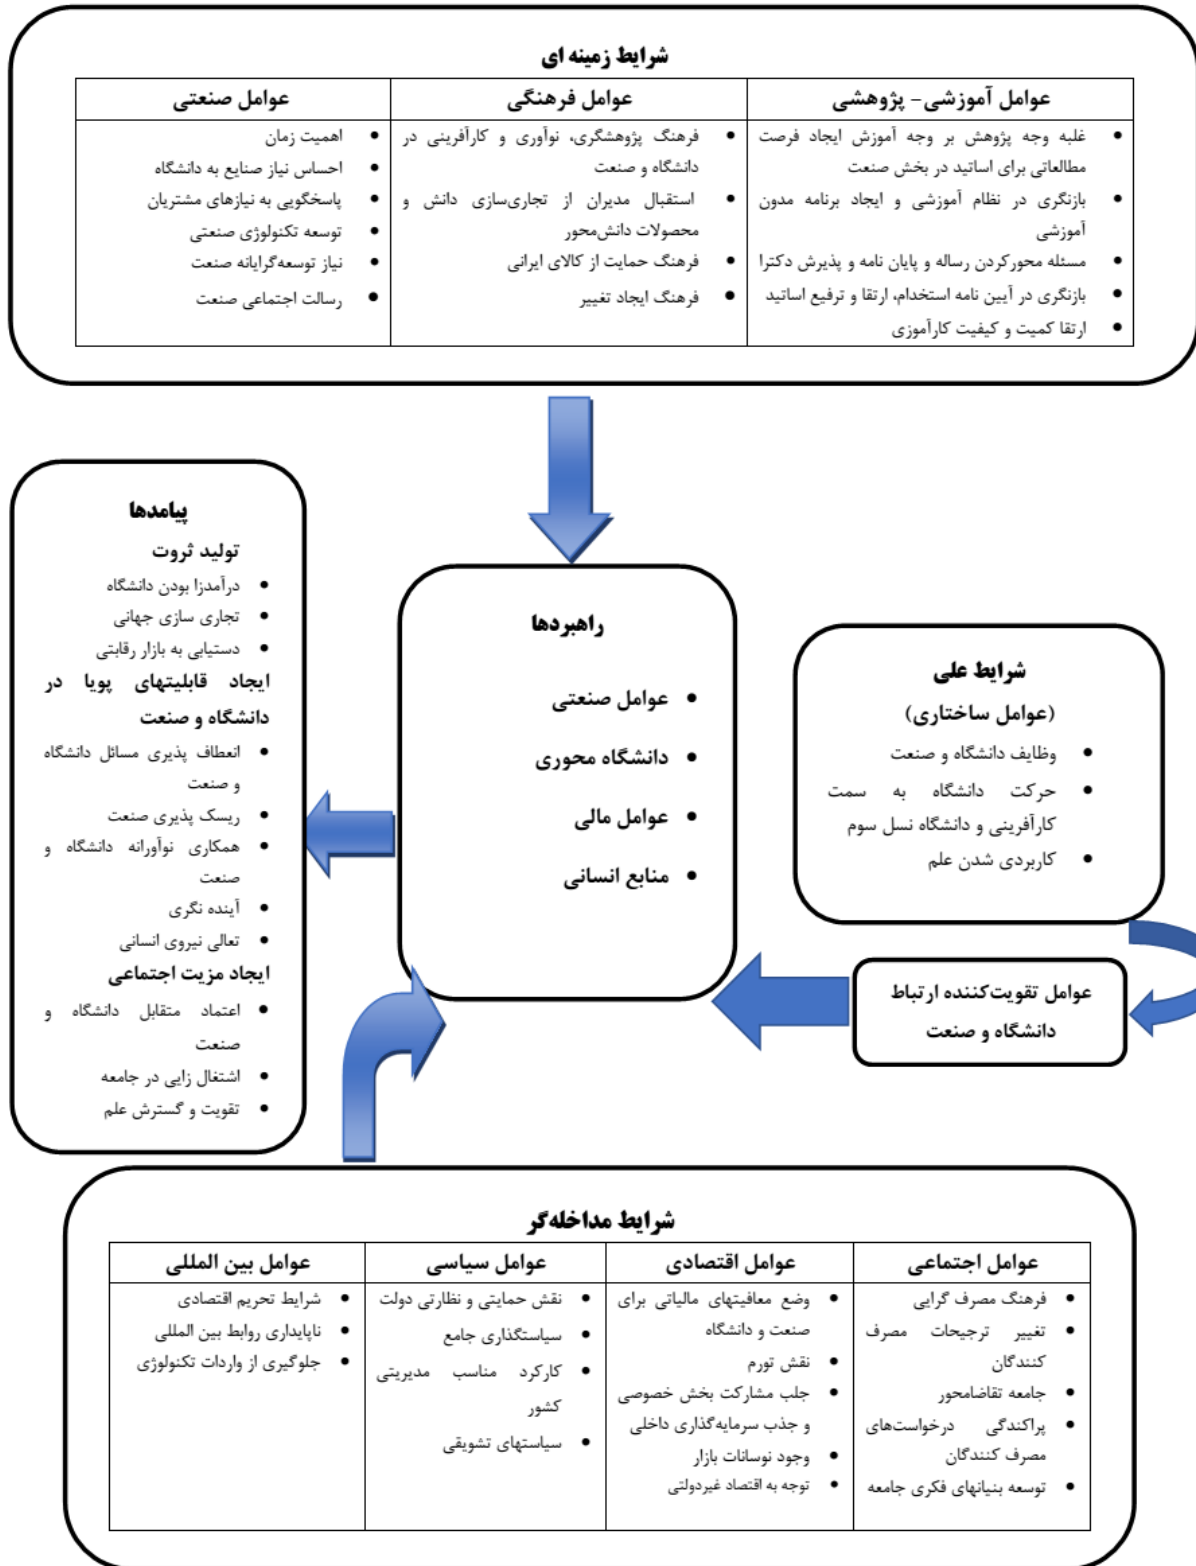 شرایط زمینه ای
عوامل آموزشی- پژوهشی
غلبه وجه پژوهش بر وجه آموزش ایجاد فرصت
مطالعاتی برای اساتید در بخش صنعت
بازنگری در نظام آموزشی و ایجاد برنامه مدون
آموزشی
مسئله محورکردن رساله و پایان نامه و پذیرش دکترا
بازنگری در آیین نامه استخدام، ارتقا و ترفیع اساتید
ارتقا کمیت و کیفیت کارآموزی
عوامل فرهنگی
فرهنگ پژوهشگری، نوآوری و کارآفرینی در
دانشگاه و صنعت
استقبال مدیران از تجاری‌سازی دانش و
محصولات دانش‌محور
فرهنگ حمایت از کالای ایرانی
فرهنگ ایجاد تغییر
عوامل صنعتی
اهمیت زمان
احساس نیاز صنایع به دانشگاه
پاسخگویی به نیازهای مشتریان
توسعه تکنولوژی صنعتی
نیاز توسعه‌گرایانه صنعت
رسالت اجتماعی صنعت
شرایط علی
(عوامل ساختاری)
وظایف دانشگاه و صنعت
حرکت دانشگاه به سمت
کارآفرینی و دانشگاه نسل سوم
کاربردی شدن علم
عوامل تقویت‌کننده ارتباط
دانشگاه و صنعت
راهبردها
عوامل صنعتی
دانشگاه محوری
عوامل مالی
منابع انسانی
پیامدها
تولید ثروت
درآمدزا بودن دانشگاه
تجاری سازی جهانی
دستیابی به بازار رقابتی
ایجاد قابلیتهای پویا در
دانشگاه و صنعت
انعطاف پذیری مسائل دانشگاه
و صنعت
ریسک پذیری صنعت
همکاری نوآورانه دانشگاه و
صنعت
آینده نگری
تعالی نیروی انسانی
ایجاد مزیت اجتماعی
اعتماد متقابل دانشگاه و
صنعت
اشتغال زایی در جامعه
تقویت و گسترش علم
شرایط مداخله‌گر
عوامل اجتماعی
فرهنگ مصرف گرایی
تغییر ترجیحات مصرف
کنندگان
جامعه تقاضامحور
پراکندگی درخواست‌های
مصرف کنندگان
توسعه بنیانهای فکری جامعه
عوامل اقتصادی
وضع معافیتهای مالیاتی برای
صنعت و دانشگاه
نقش تورم
جلب مشارکت بخش خصوصی
و جذب سرمایه‌گذاری داخلی
وجود نوسانات بازار
توجه به اقتصاد غیردولتی
عوامل سیاسی
نقش حمایتی و نظارتی دولت
سیاستگذاری جامع
کارکرد مناسب مدیریتی
کشور
سیاستهای تشویقی
عوامل بین المللی
شرایط تحریم اقتصادی
ناپایداری روابط بین المللی
جلوگیری از واردات تکنولوژی